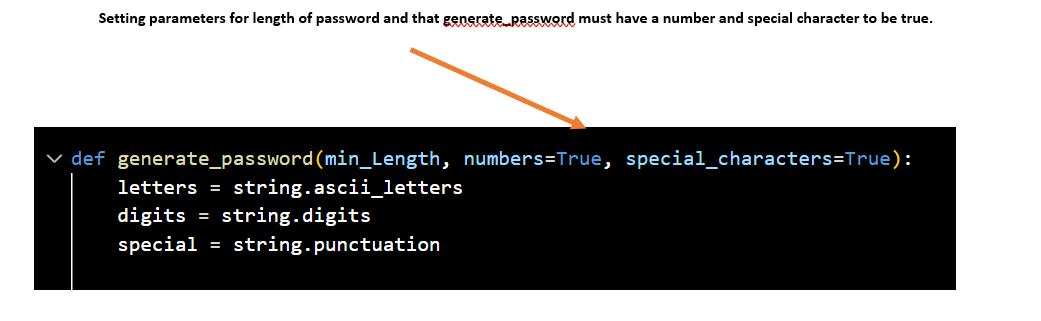 Setting parameters for length of password and that generate_password must have a number and special character to be true.
def generate_password(min_Length, numbers=True, special_characters=True):
    letters = string.ascii_letters
    digits = string.digits
    special = string.punctuation